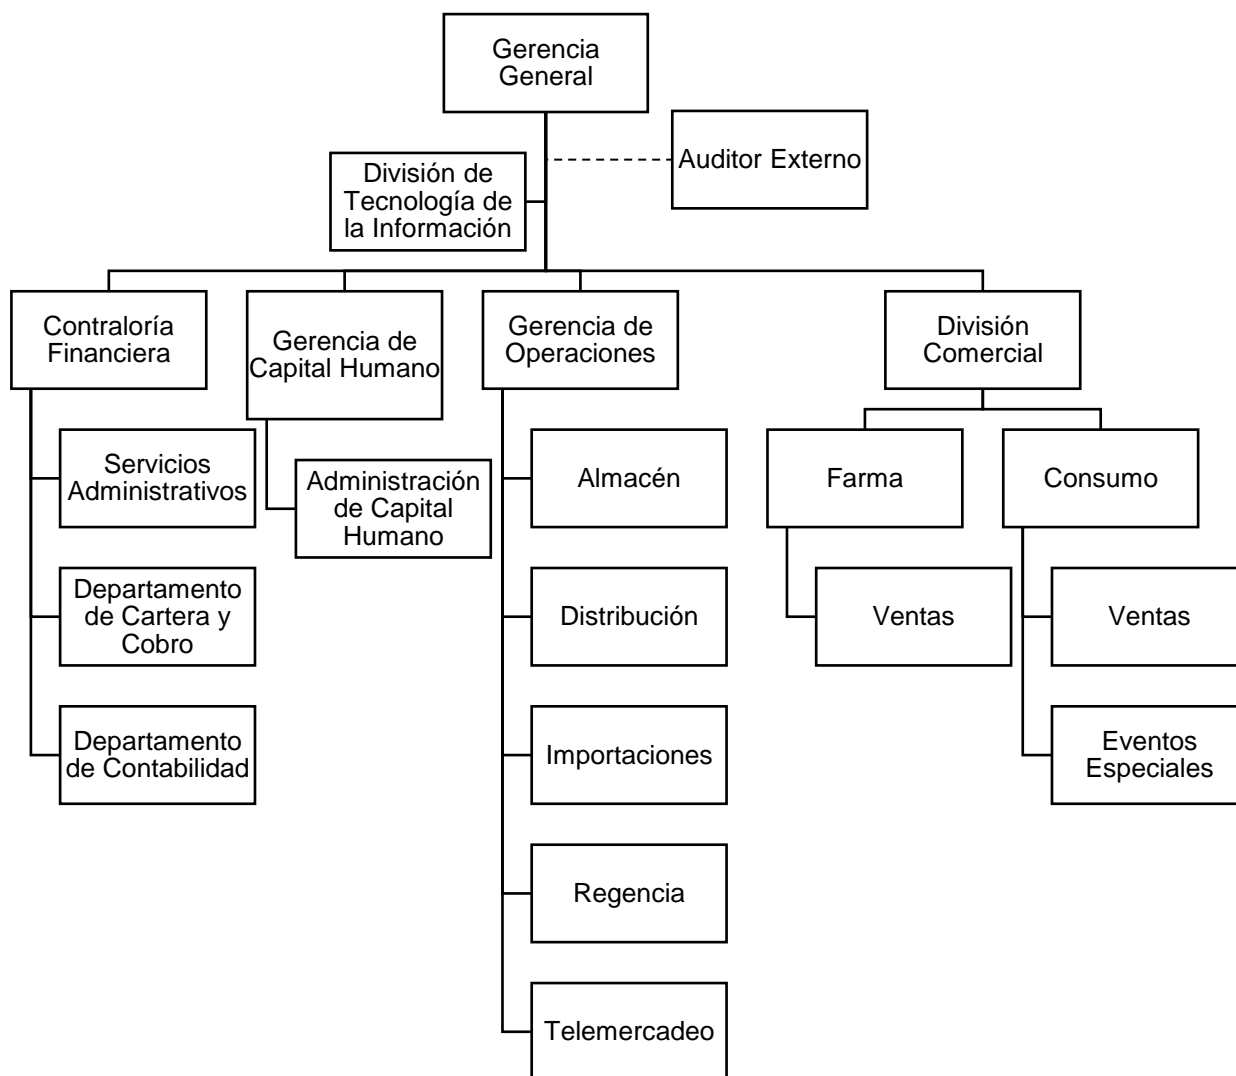 Gerencia
General
Auditor Externo
División de
Tecnología de
la Información
Contraloría
Financiera
Gerencia de
Capital Humano
Gerencia de
Operaciones
División
Comercial
Servicios
Administrativos
Administración
de Capital
Humano
Almacén
Farma
Consumo
Departamento
de Cartera y
Cobro
Distribución
Ventas
Ventas
Departamento
de Contabilidad
Importaciones
Eventos
Especiales
Regencia
Telemercadeo